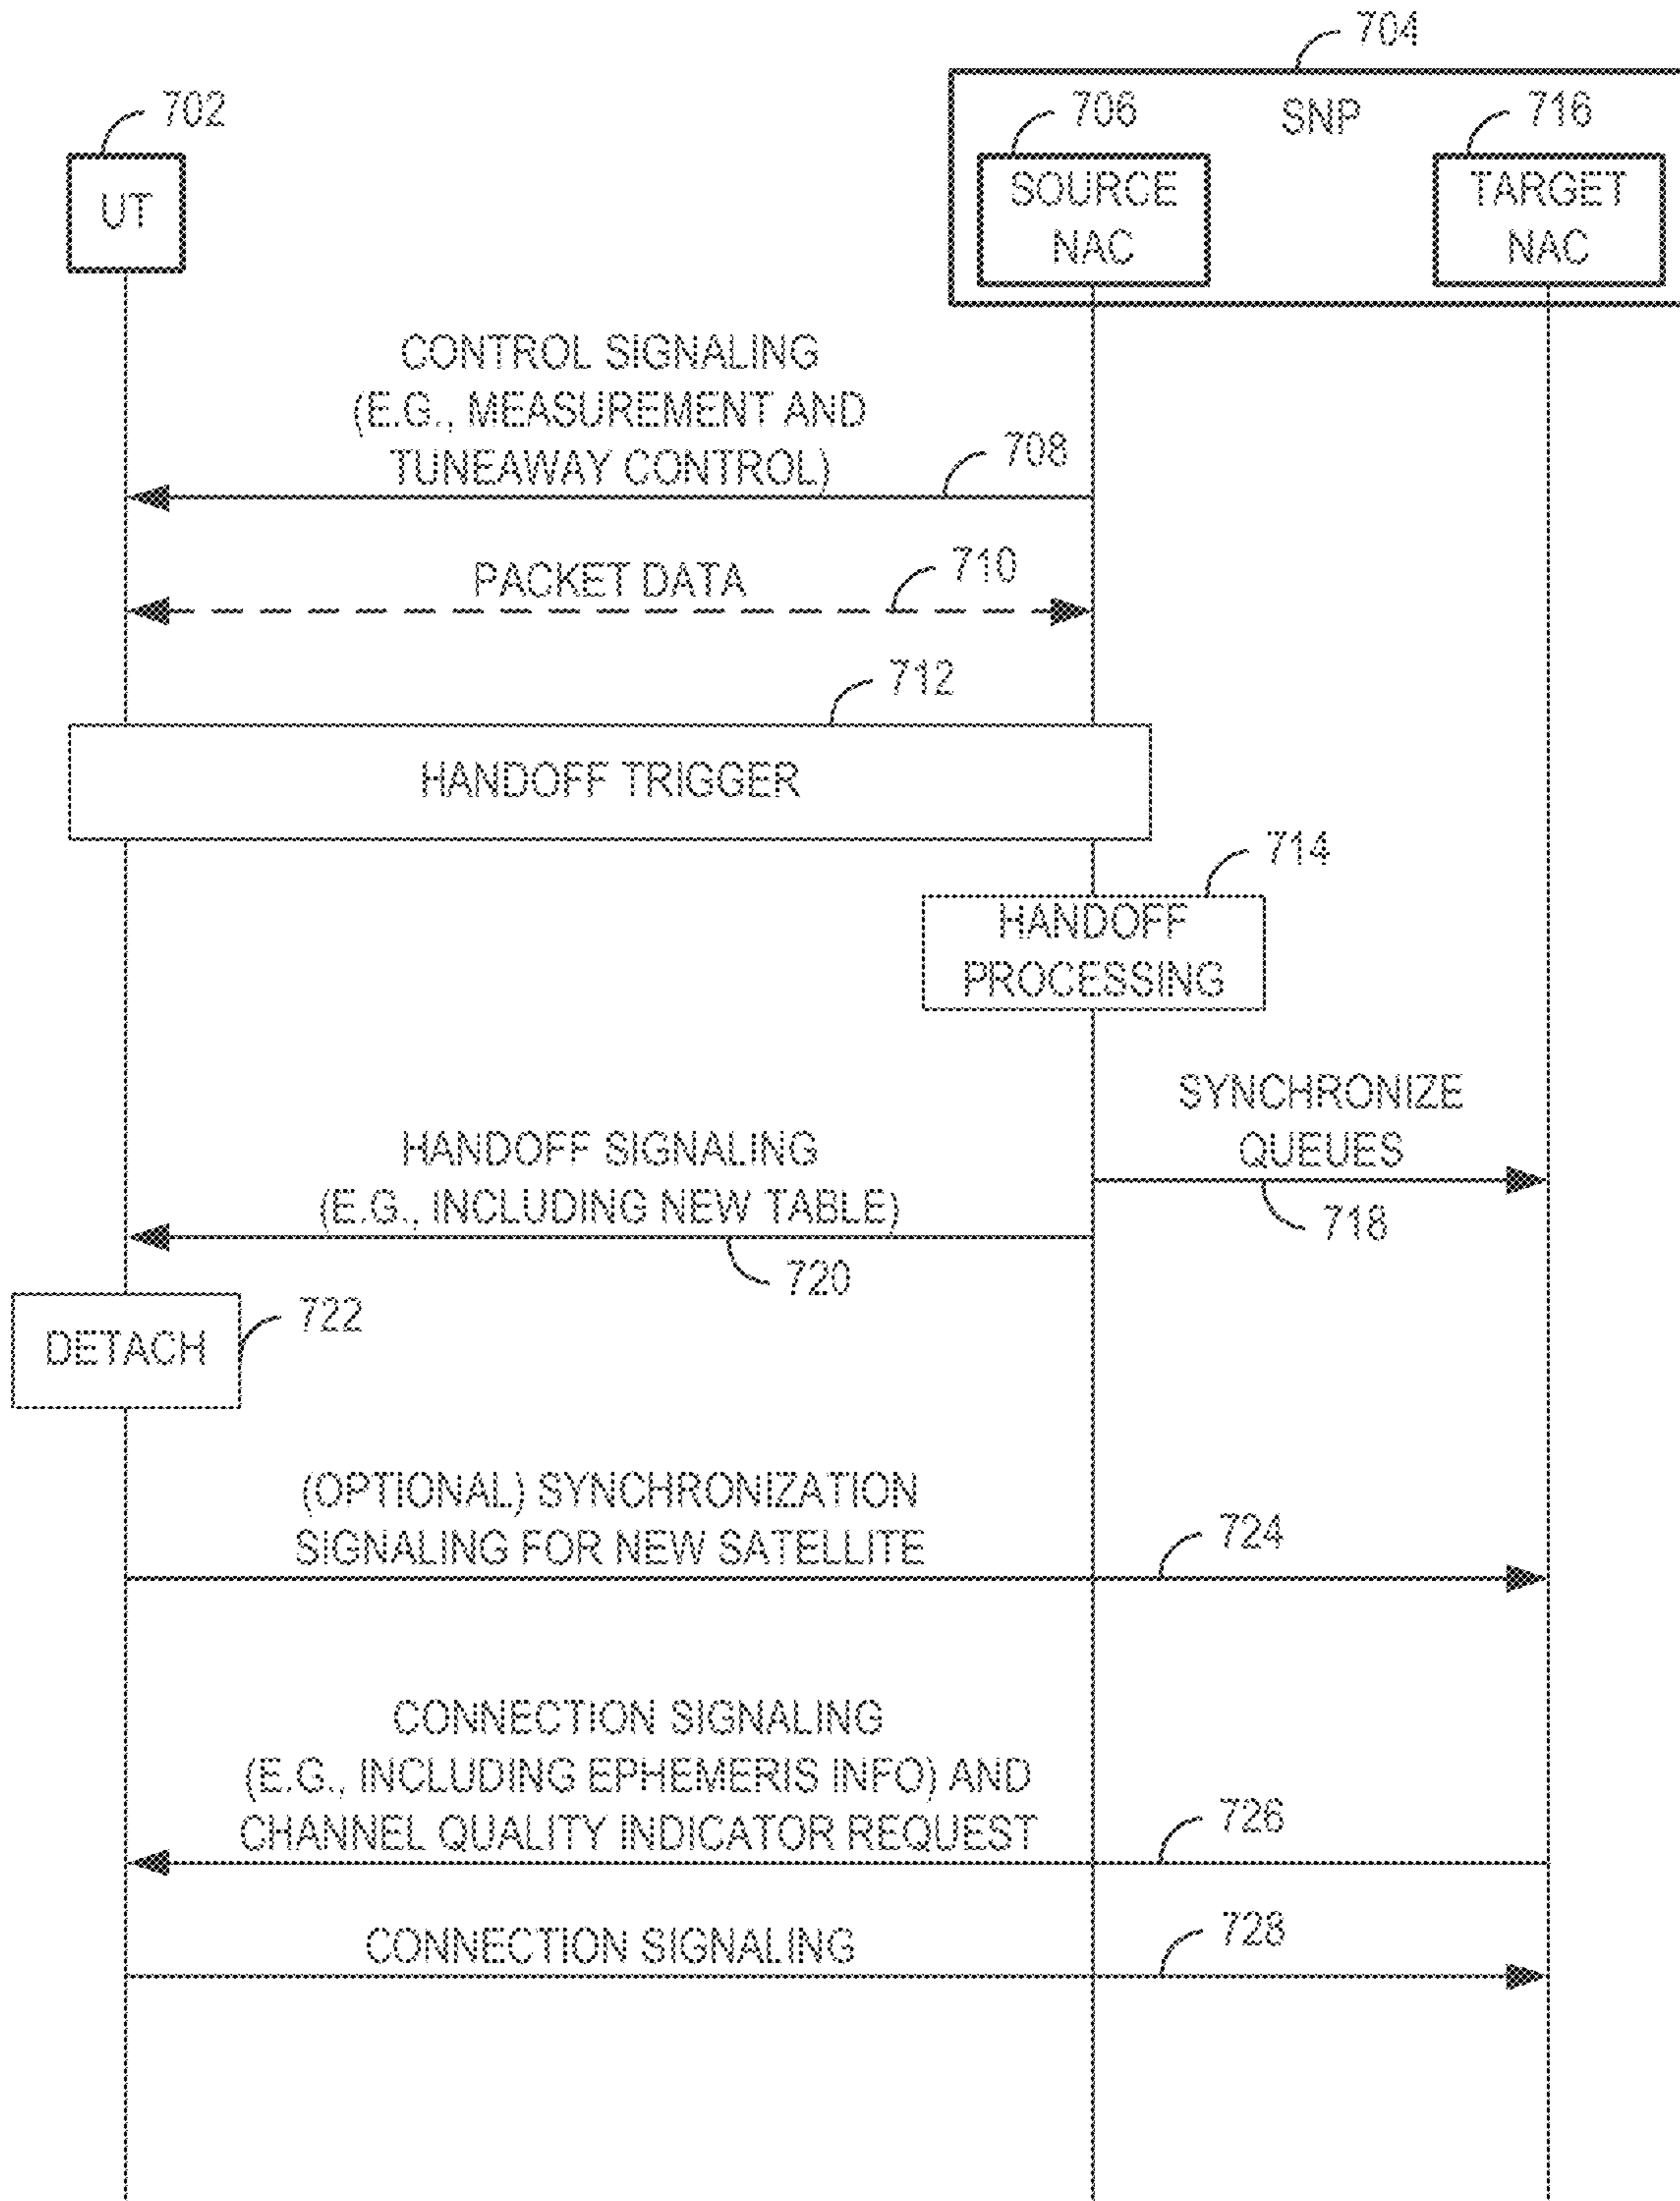 704
702
SNP
706
716
UT
SOURCE
NAC
TARGET
NAC
CONTROL SIGNALING
(E.G., MEASUREMENT AND
TUNEAWAY CONTROL)
708
PACKET DATA
710
712
HANDOFF TRIGGER
714
HANDOFF
PROCESSING
SYNCHRONIZE
QUEUES
718
HANDOFF SIGNALING
(E.G., INCLUDING NEW TABLE)
720
DETACH
722
(OPTIONAL) SYNCHRONIZATION
SIGNALING FOR NEW SATELLITE
724
CONNECTION SIGNALING
(E.G., INCLUDING EPHEMERIS INFO) AND
CHANNEL QUALITY INDICATOR REQUEST
726
CONNECTION SIGNALING
728